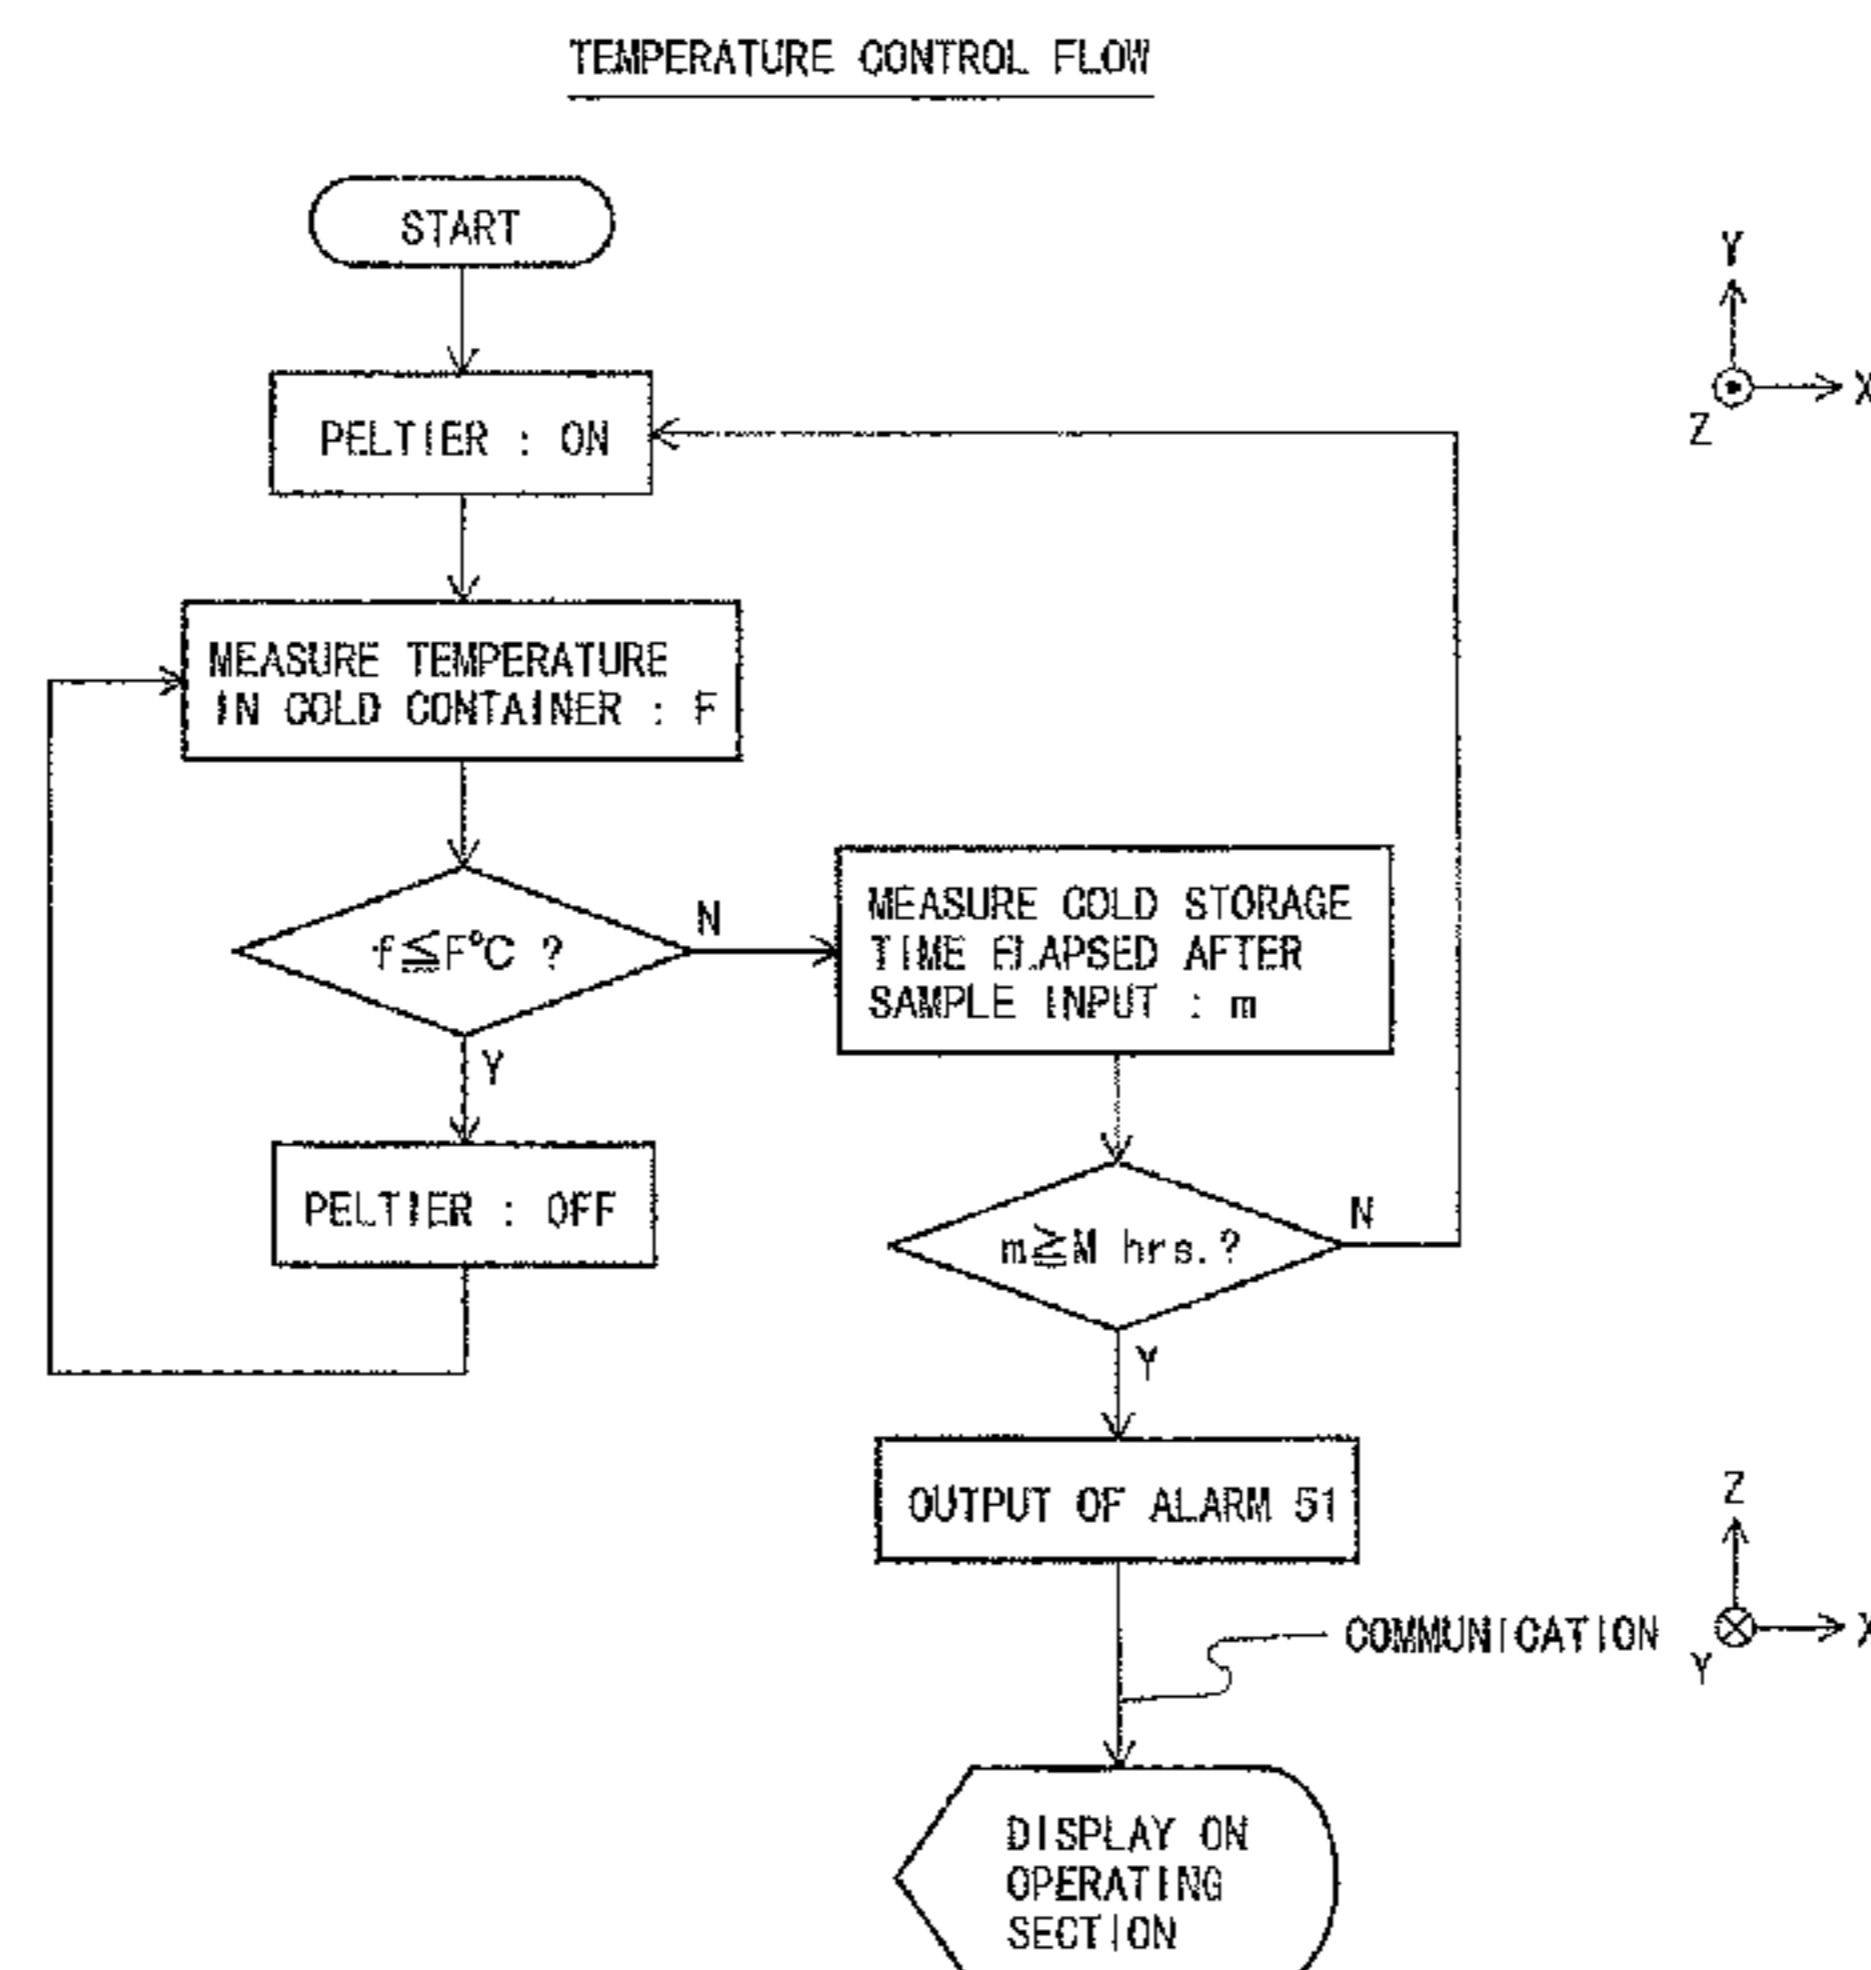 TEMPERATURE CONTROL FLOW
START
PELTIER : ON
MEASURE TEMPERATURE
IN COLD CONTAINER : F
f≦F°C ?
N
Y
PELTIER : OFF
MEASURE COLD STORAGE
TIME ELAPSED AFTER
SAMPLE INPUT : m
m≧M hrs.?
N
Y
OUTPUT OF ALARM 51
COMMUNICATION
DISPLAY ON
OPERATING
SECTION
Y
X
Z
Z
X
Y